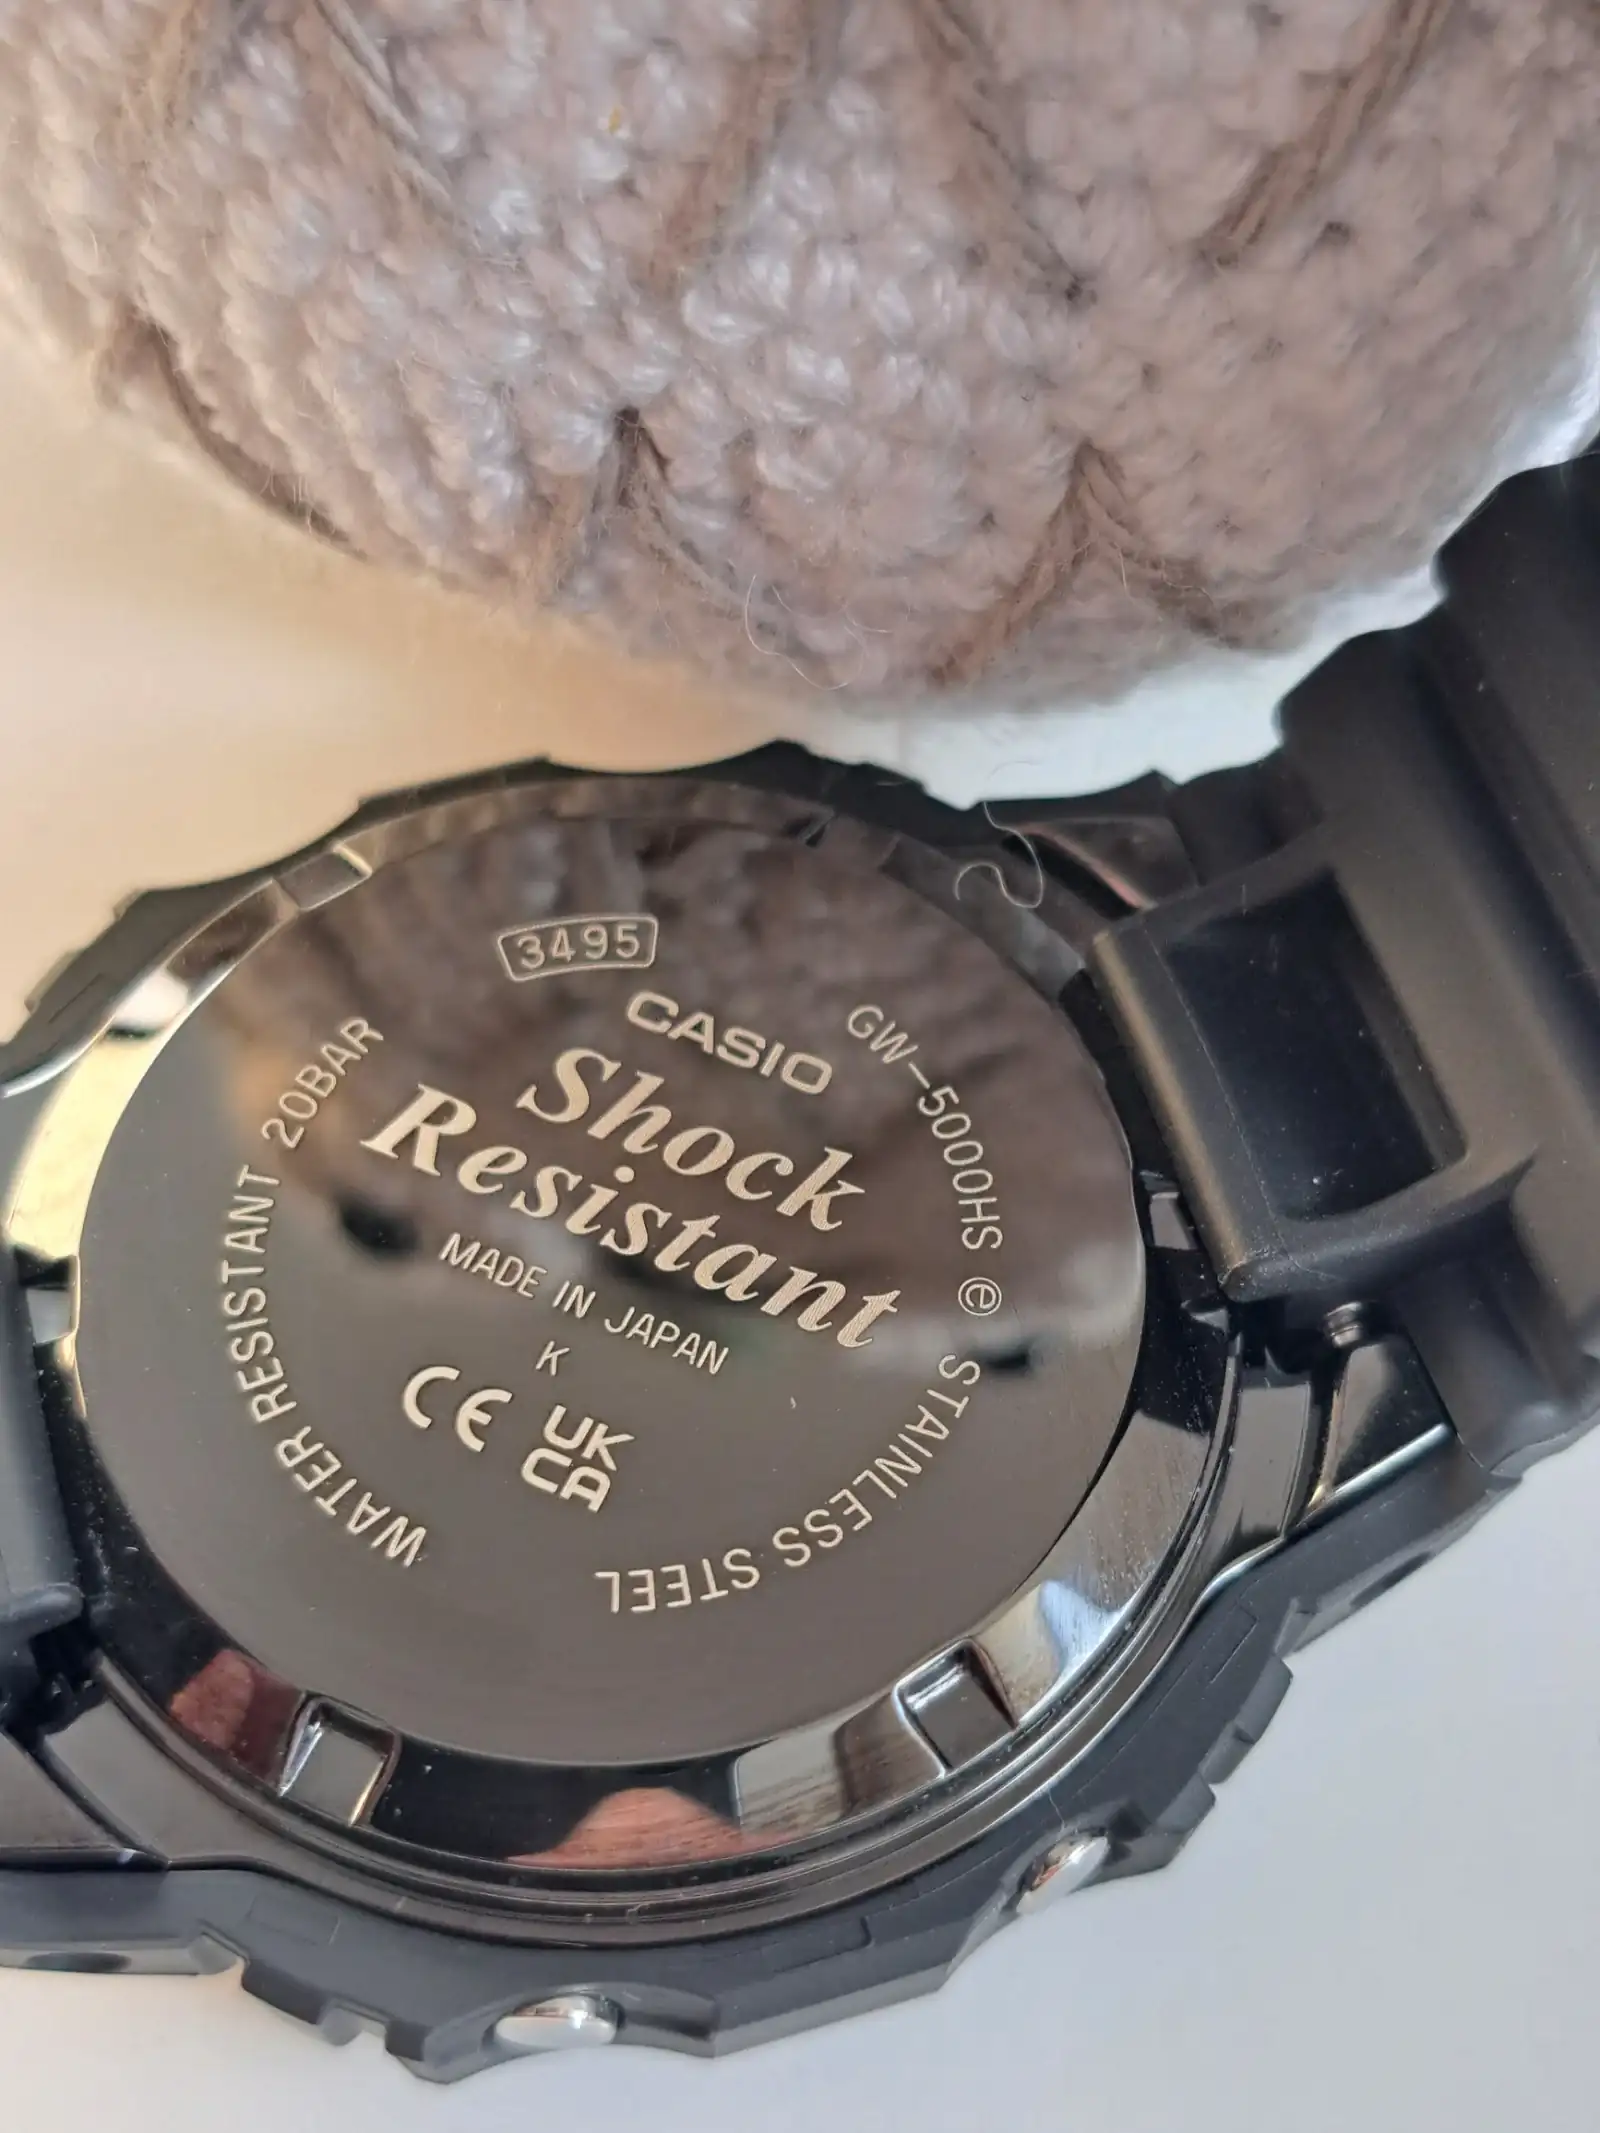 3495
CASIO
Shock
Resistant
MADE IN JAPAN
K
CE UK
CA
WATER RESISTANT 20BAR
GW-5000HS ⓔ STAINLESS STEEL